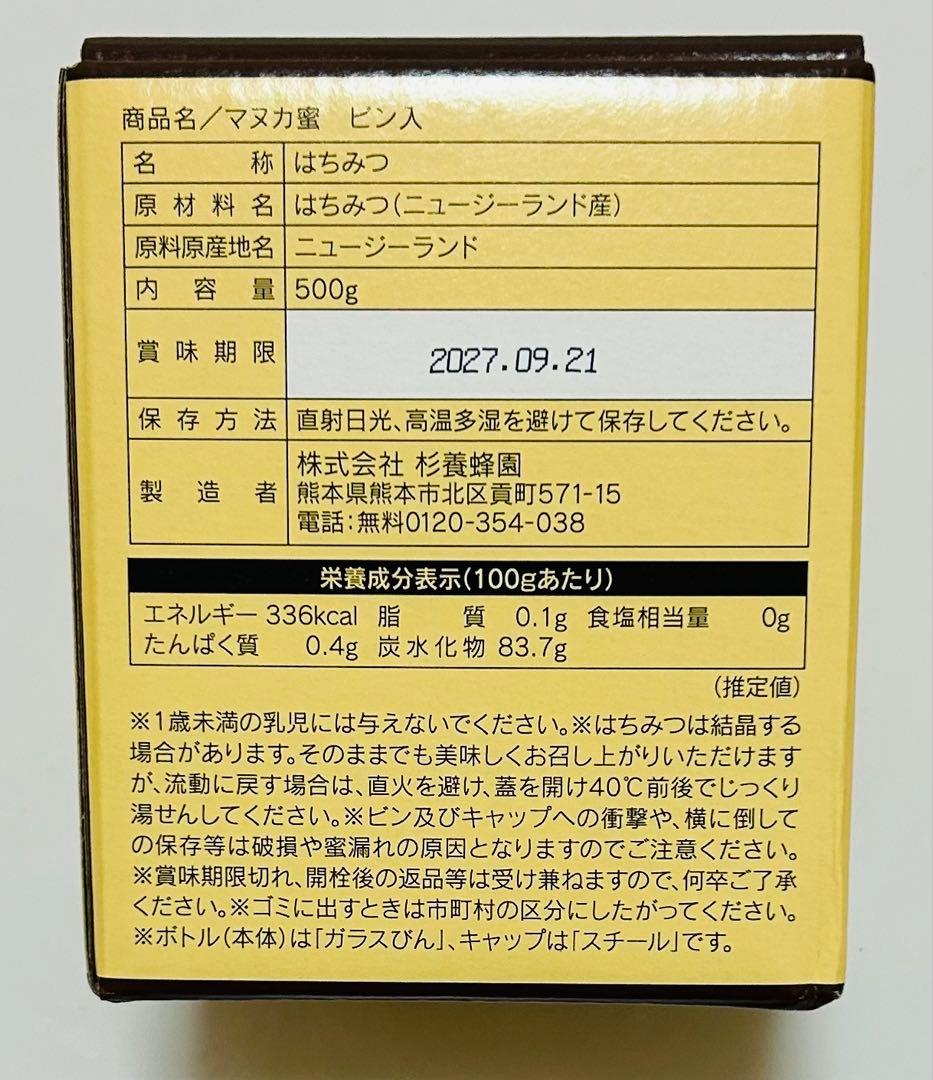 商品名／マヌカ蜜　ビン入
名称 はちみつ
原材料名 はちみつ(ニュージーランド産)
原料原産地名 ニュージーランド
内容量 500g
賞味期限 2027.09.21
保存方法 直射日光、高温多湿を避けて保存してください。
製造者 株式会社 杉養蜂園
熊本県熊本市北区貢町571-15
電話：無料0120-354-038
栄養成分表示(100gあたり)
エネルギー 336kcal 脂質 0.1g 食塩相当量 0g
たんぱく質 0.4g 炭水化物 83.7g
(推定値)
※1歳未満の乳児には与えないでください。※はちみつは結晶する
場合があります。そのままでも美味しくお召し上がりいただけます
が、流動に戻す場合は、直火を避け、蓋を開け40℃前後でじっくり
湯せんしてください。※ビン及びキャップへの衝撃や、横に倒して
の保存等は破損や蜜漏れの原因となりますのでご注意ください。
※賞味期限切れ、開栓後の返品等は受け兼ねますので、何卒ご了承
ください。※ゴミに出すときは市町村の区分にしたがってください。
※ボトル(本体)は「ガラスびん」、キャップは「スチール」です。